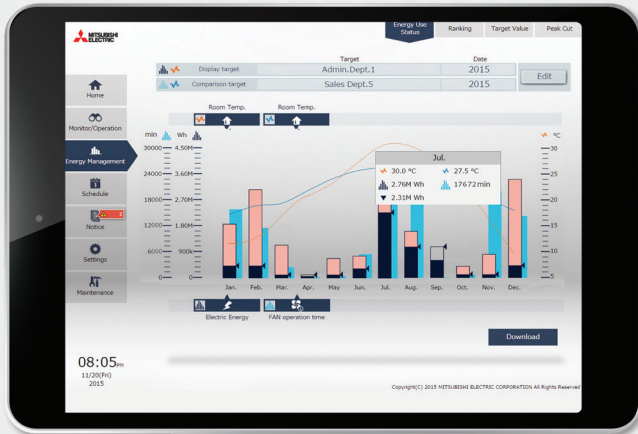 MITSUBISHI
ELECTRIC
Energy Use
Status
Ranking
Target Value
Peak Cut
Target
Date
Display target
Admin.Dept.1
2015
Comparison target
Sales Dept.5
2015
Edit
Home
Monitor/Operation
Energy Management
Schedule
Notice
Settings
Maintenance
Room Temp.
Room Temp.
min
Wh
°C
30000
4.50M
30
24000
3.60M
25
18000
2.70M
20
12000
1.80M
15
6000
900k
10
0
0
5
Jul.
30.0 °C
27.5 °C
2.76M Wh
17672min
2.31M Wh
Jan. Feb. Mar. Apr. May Jun. Jul. Aug. Sep. Oct. Nov. Dec.
Electric Energy
FAN operation time
Download
08:05PM
11/20(Fri)
2015
Copyright(C) 2015 MITSUBISHI ELECTRIC CORPORATION All Rights Reserved